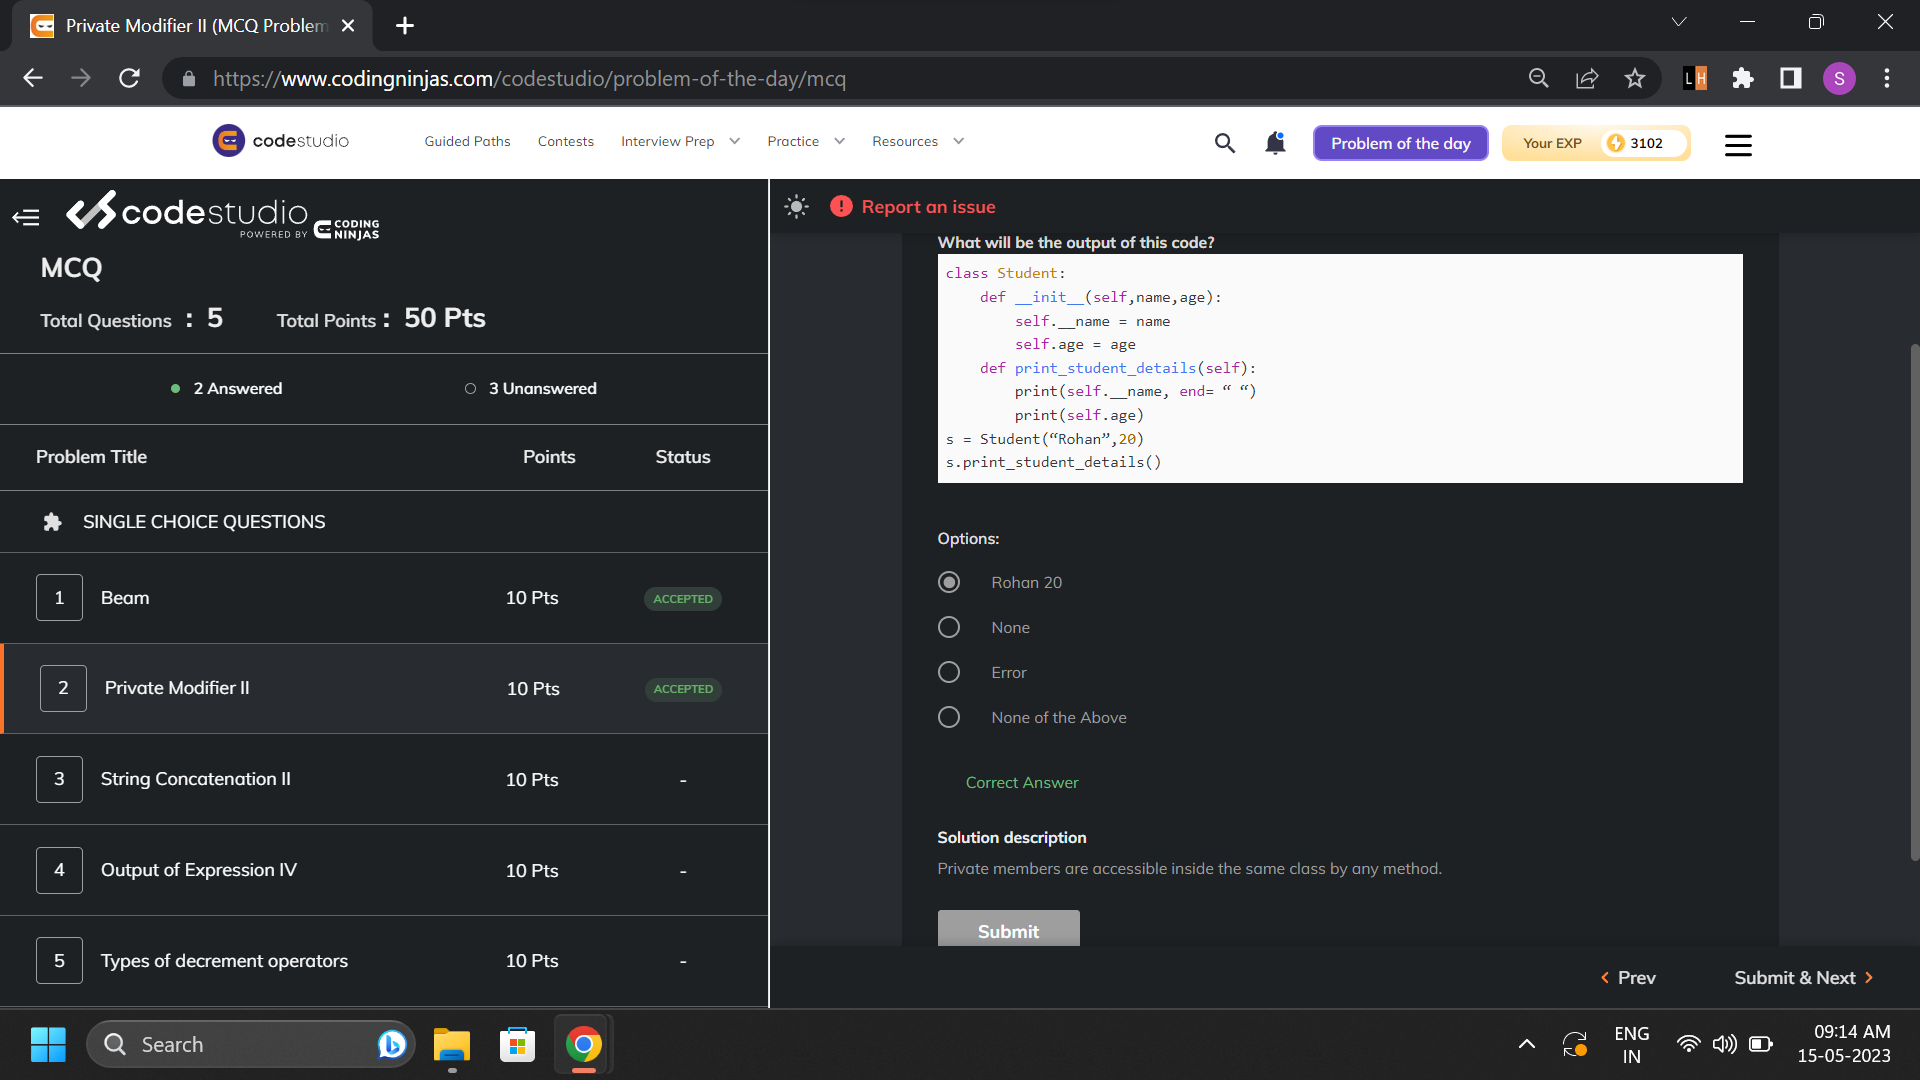 Private Modifier II (MCQ Problem
https://www.codingninjas.com/codestudio/problem-of-the-day/mcq
LH
S
codestudio
Guided Paths
Contests
Interview Prep
Practice
Resources
Problem of the day
Your EXP
3102
codestudio
POWERED BY CODING NINJAS
MCQ
Total Questions : 5
Total Points : 50 Pts
2 Answered
3 Unanswered
Problem Title
Points
Status
SINGLE CHOICE QUESTIONS
1 Beam 10 Pts ACCEPTED
2 Private Modifier II 10 Pts ACCEPTED
3 String Concatenation II 10 Pts -
4 Output of Expression IV 10 Pts -
5 Types of decrement operators 10 Pts -
Report an issue
What will be the output of this code?
class Student:
    def __init__(self,name,age):
        self.__name = name
        self.age = age
    def print_student_details(self):
        print(self.__name, end= “ “)
        print(self.age)
s = Student(“Rohan”,20)
s.print_student_details()
Options:
Rohan 20
None
Error
None of the Above
Correct Answer
Solution description
Private members are accessible inside the same class by any method.
Submit
Prev
Submit & Next
Search
ENG
IN
09:14 AM
15-05-2023